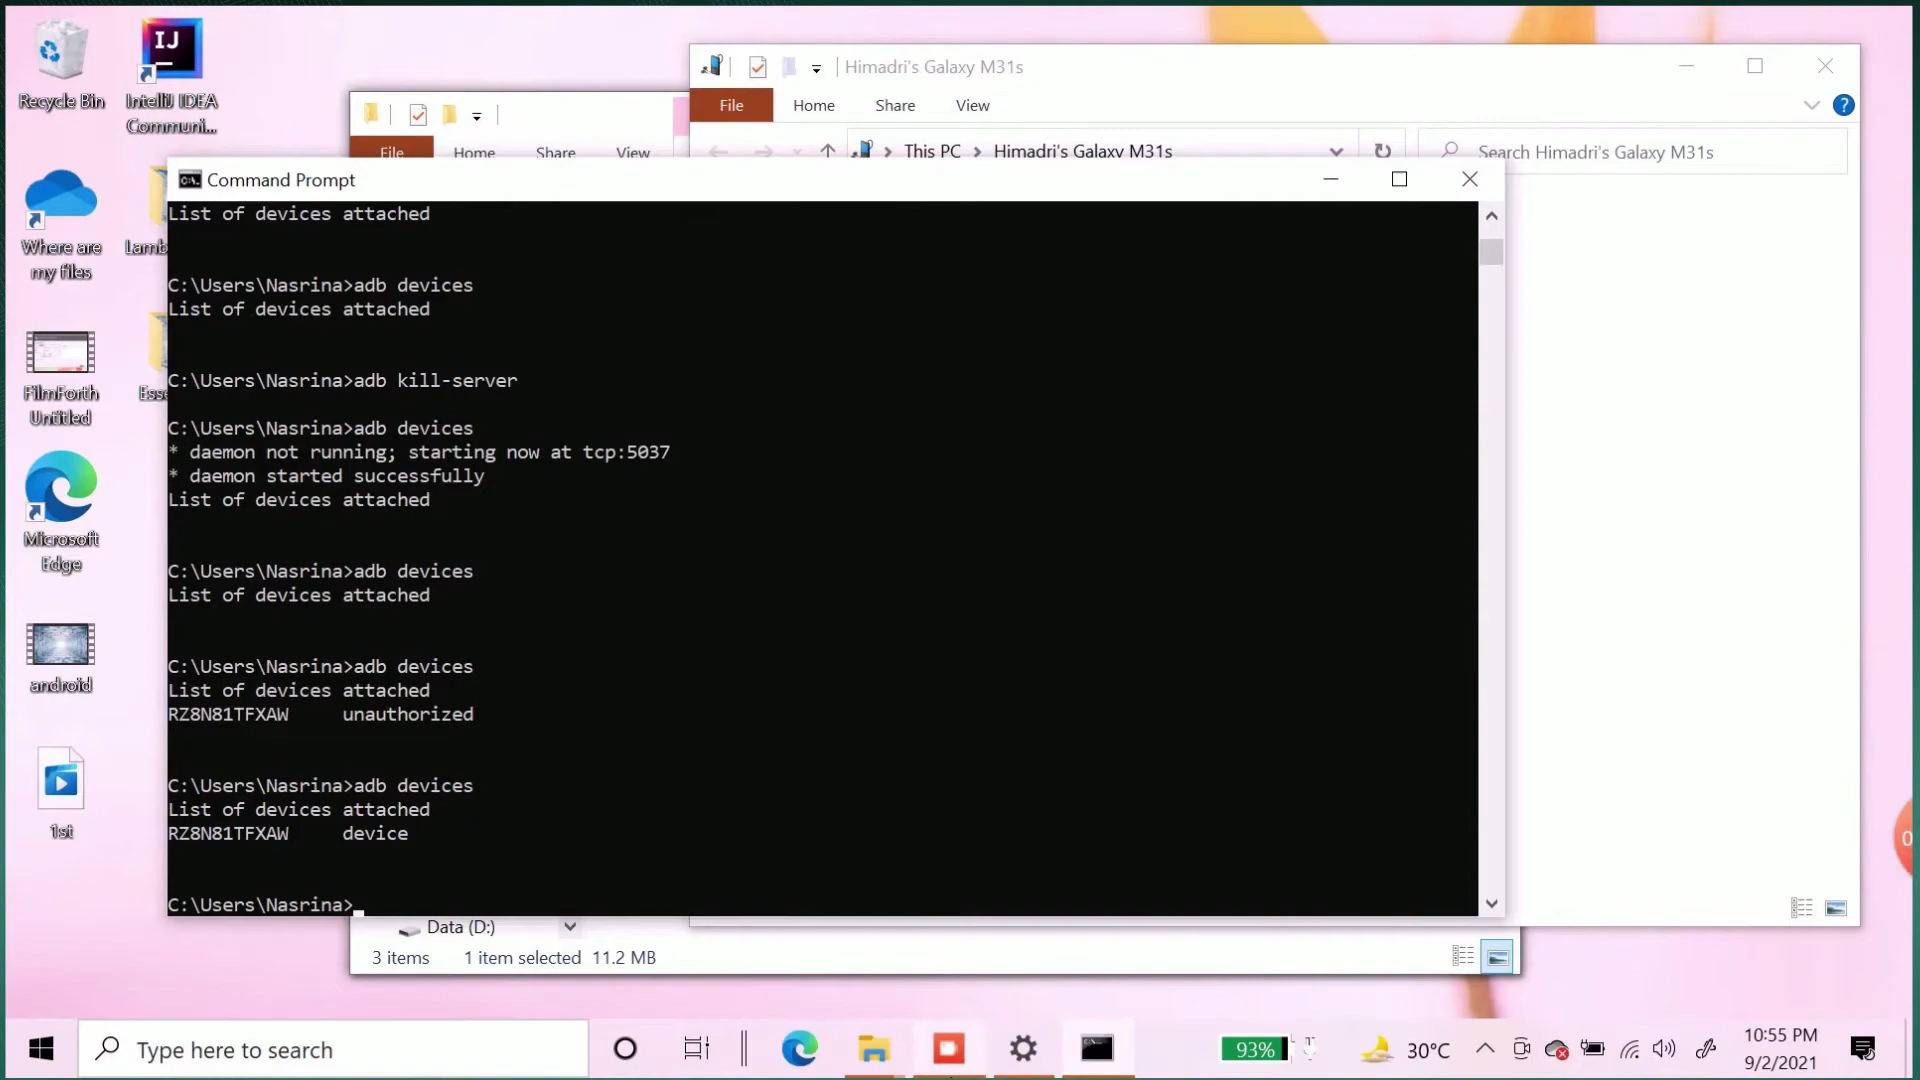 Recycle Bin
IntelliJ IDEA
Communi...
Where are
my files
Lamb
FilmForth
Untitled
Esse
Microsoft
Edge
android
1st
File
Home
Share
View
Himadri's Galaxy M31s
File
Home
Share
View
This PC
Himadri's Galaxy M31s
Search Himadri's Galaxy M31s
Command Prompt
List of devices attached
C:\Users\Nasrina>adb devices
List of devices attached
C:\Users\Nasrina>adb kill-server
C:\Users\Nasrina>adb devices
* daemon not running; starting now at tcp:5037
* daemon started successfully
List of devices attached
C:\Users\Nasrina>adb devices
List of devices attached
C:\Users\Nasrina>adb devices
List of devices attached
RZ8N81TFXAW unauthorized
C:\Users\Nasrina>adb devices
List of devices attached
RZ8N81TFXAW device
C:\Users\Nasrina>
Data (D:)
3 items 1 item selected 11.2 MB
Type here to search
93%
30°C
10:55 PM
9/2/2021